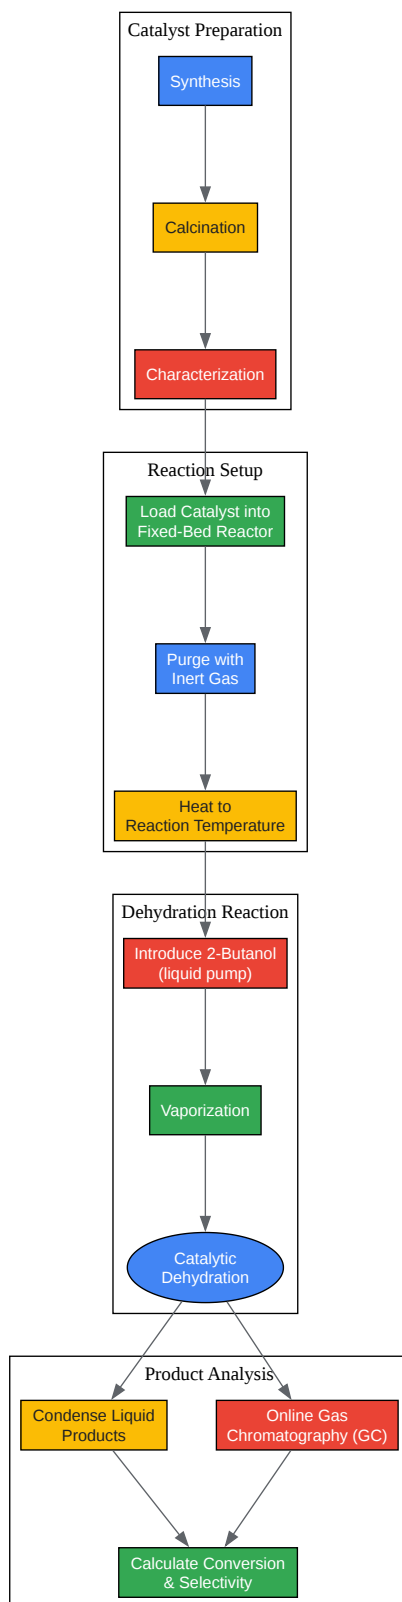 Catalyst Preparation
Synthesis
Calcination
Characterization
Reaction Setup
Load Catalyst into
Fixed-Bed Reactor
Purge with
Inert Gas
Heat to
Reaction Temperature
Dehydration Reaction
Introduce 2-Butanol
(liquid pump)
Vaporization
Catalytic
Dehydration
Product Analysis
Condense Liquid
Products
Online Gas
Chromatography (GC)
Calculate Conversion
& Selectivity